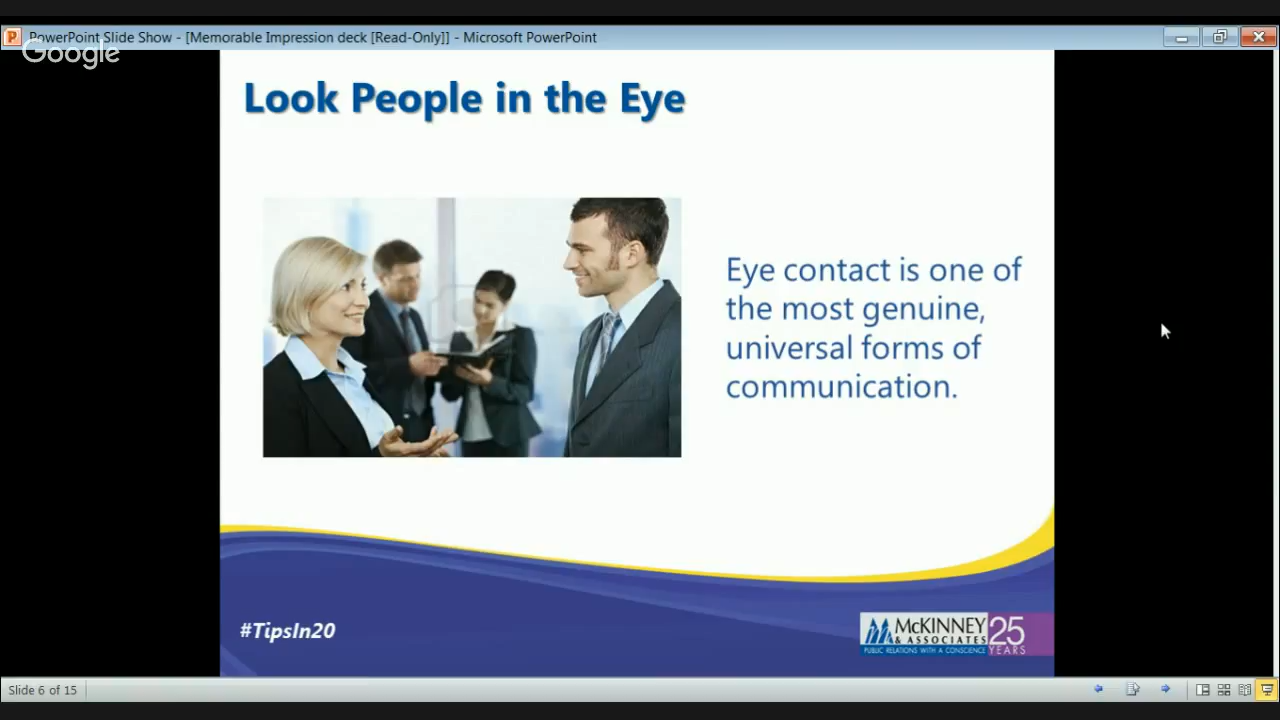 PowerPoint Slide Show - [Memorable Impression deck [Read-Only]] - Microsoft PowerPoint
Google
Look People in the Eye
Eye contact is one of
the most genuine,
universal forms of
communication.
#TipsIn20
McKINNEY
& ASSOCIATES
PUBLIC RELATIONS WITH A CONSCIENCE
25
YEARS
Slide 6 of 15